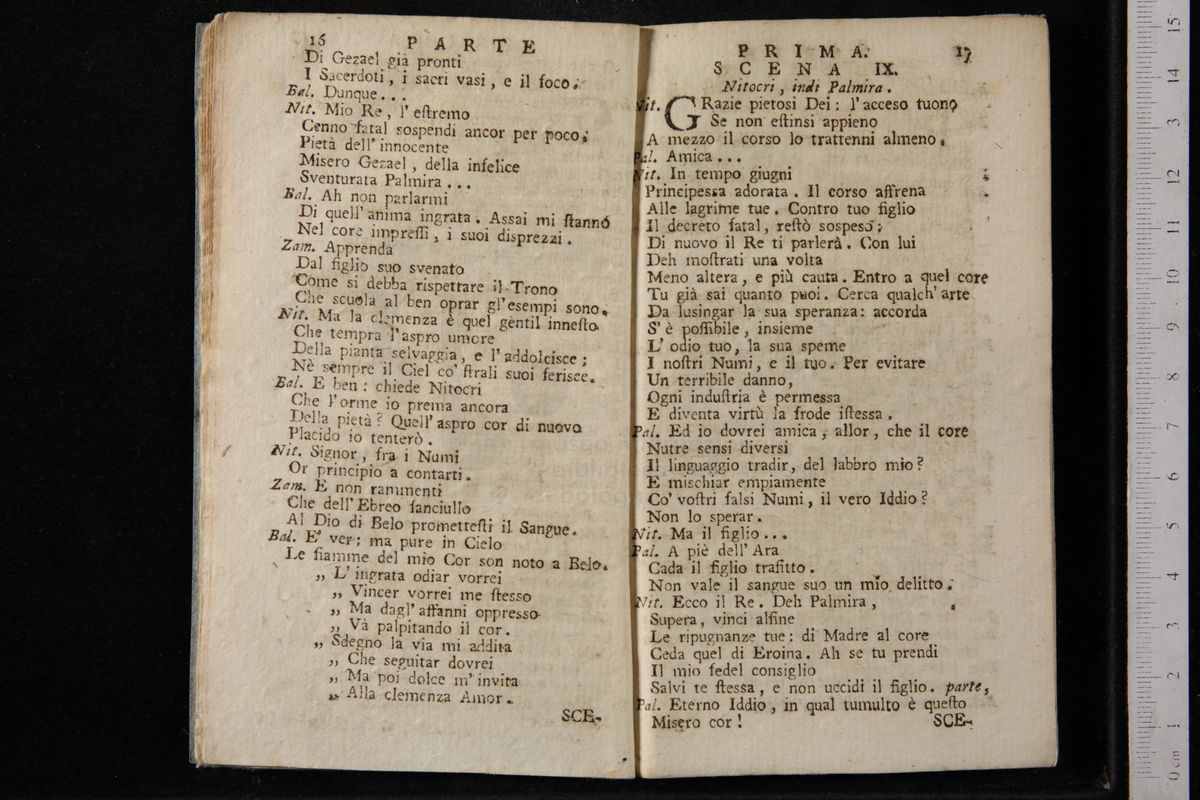 16 PARTE
Di Gezael già pronti
I Sacerdoti, i sacri vasi, e il foco.
Bal. Dunque...
Nit. Mio Re, l'eſtremo
Cenno fatal sospendi ancor per poco.
Pietà dell'innocente
Misero Gezael, della infelice
Sventurata Palmira...
Bal. Ah non parlarmi
Di quell'anima ingrata. Assai mi ſtanno
Nel core impreſſi, i suoi disprezzi.
Zam. Apprenda
Dal figlio suo svenato
Come si debba rispettare il Trono
Che scuola al ben oprar gl'esempi sono.
Nit. Ma la clemenza è quel gentil inneſto
Che tempra l'aspro umore
Della pianta selvaggia, e l'addolcisce;
Nè sempre il Ciel co' ſtrali suoi ferisce.
Bal. E ben: chiede Nitocri
Che l'orme io prema ancora
Della pietà? Quell'aspro cor di nuovo
Placido io tenterò.
Nit. Signor, fra i Numi
Or principio a contarti.
Zam. E non rammenti
Che dell'Ebreo fanciullo
Al Dio di Belo prometteſti il Sangue.
Bal. E' ver; ma pure in Cielo
Le fiamme del mio Cor son noto a Belo.
„ L'ingrata odiar vorrei
„ Vincer vorrei me ſtesso
„ Ma dagl'affanni oppresso
„ Và palpitando il cor.
„ Sdegno la via mi addita
„ Che seguitar dovrei
„ Ma poi dolce m'invita
„ Alla clemenza Amor.
SCE-
PRIMA. 17
SCENA IX.
Nitocri, indi Palmira.
Nit. GRazie pietosi Dei: l'acceso tuono
Se non eſtinsi appieno
A mezzo il corso lo trattenni almeno.
Pal. Amica...
Nit. In tempo giugni
Principessa adorata. Il corso affrena
Alle lagrime tue. Contro tuo figlio
Il decreto fatal, reſtò sospeso;
Di nuovo il Re ti parlerà. Con lui
Deh moſtrati una volta
Meno altera, e più cauta. Entro a quel core
Tu già sai quanto puoi. Cerca qualch'arte
Da lusingar la sua speranza: accorda
S'è poſſibile, insieme
L'odio tuo, la sua speme
I noſtri Numi, e il tuo. Per evitare
Un terribile danno,
Ogni induſtria è permessa
E diventa virtù la frode iſtessa.
Pal. Ed io dovrei amica, allor, che il core
Nutre sensi diversi
Il linguaggio tradir, del labbro mio?
E mischiar empiamente
Co' voſtri falsi Numi, il vero Iddio?
Non lo sperar.
Nit. Ma il figlio...
Pal. A piè dell'Ara
Cada il figlio trafitto.
Non vale il sangue suo un mio delitto.
Nit. Ecco il Re. Deh Palmira,
Supera, vinci alfine
Le ripugnanze tue: di Madre al core
Ceda quel di Eroina. Ah se tu prendi
Il mio fedel consiglio
Salvi te ſtessa, e non uccidi il figlio. parte,
Pal. Eterno Iddio, in qual tumulto è queſto
Misero cor!
SCE-
0 cm 1 2 3 4 5 6 7 8 9 10 11 12 13 14 15